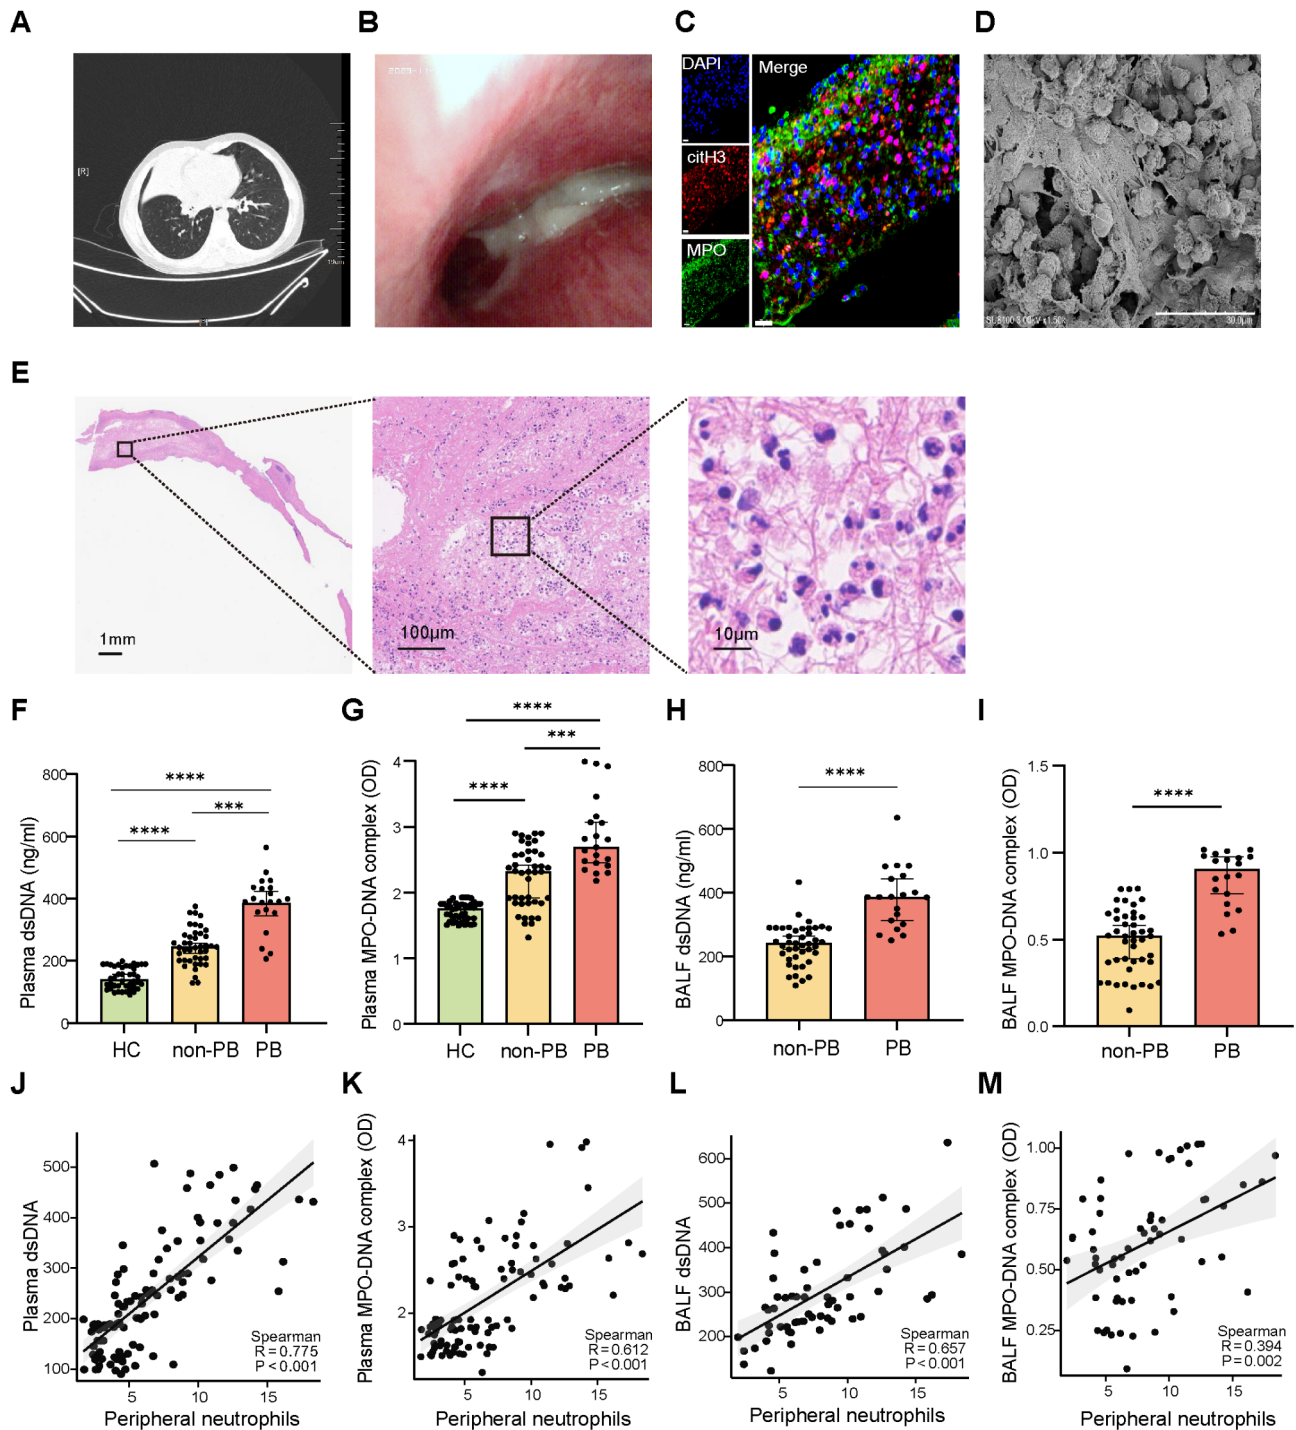 A
B
C
D
[R]
DAPI
Merge
citH3
MPO
30.0µm
E
1mm
100µm
10µm
F
G
H
I
Plasma dsDNA (ng/ml)
800
600
400
200
0
****
***
****
HC
non-PB
PB
Plasma MPO-DNA complex (OD)
4
3
2
1
0
****
***
****
HC
non-PB
PB
BALF dsDNA (ng/ml)
800
600
400
200
0
****
non-PB
PB
BALF MPO-DNA complex (OD)
1.5
1.0
0.5
0.0
****
non-PB
PB
J
K
L
M
Plasma dsDNA
500
400
300
200
100
Spearman
R = 0.775
P < 0.001
5
10
15
Peripheral neutrophils
Plasma MPO-DNA complex (OD)
4
3
2
Spearman
R = 0.612
P < 0.001
5
10
15
Peripheral neutrophils
BALF dsDNA
600
500
400
300
200
Spearman
R = 0.657
P < 0.001
5
10
15
Peripheral neutrophils
BALF MPO-DNA complex (OD)
1.00
0.75
0.50
0.25
Spearman
R = 0.394
P = 0.002
5
10
15
Peripheral neutrophils